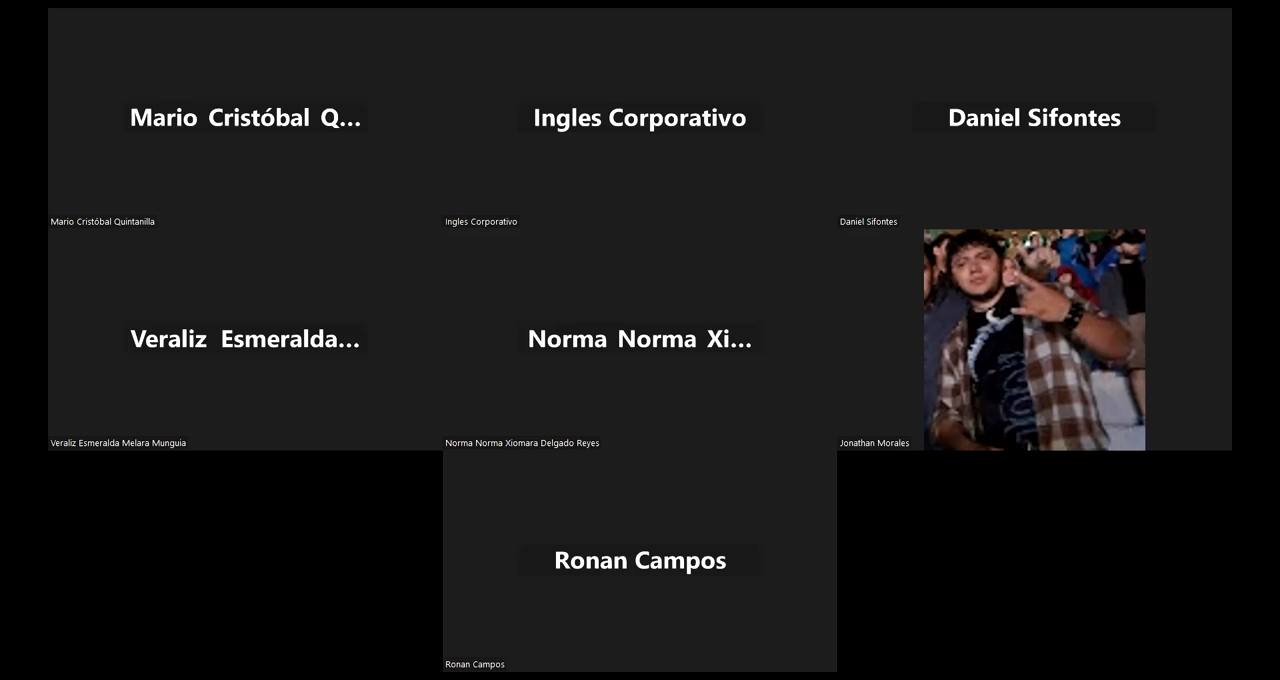 Mario Cristóbal Q...
Ingles Corporativo
Daniel Sifontes
Mario Cristóbal Quintanilla
Ingles Corporativo
Daniel Sifontes
Veraliz Esmeralda...
Norma Norma Xi...
Veraliz Esmeralda Melara Munguia
Norma Norma Xiomara Delgado Reyes
Jonathan Morales
Ronan Campos
Ronan Campos